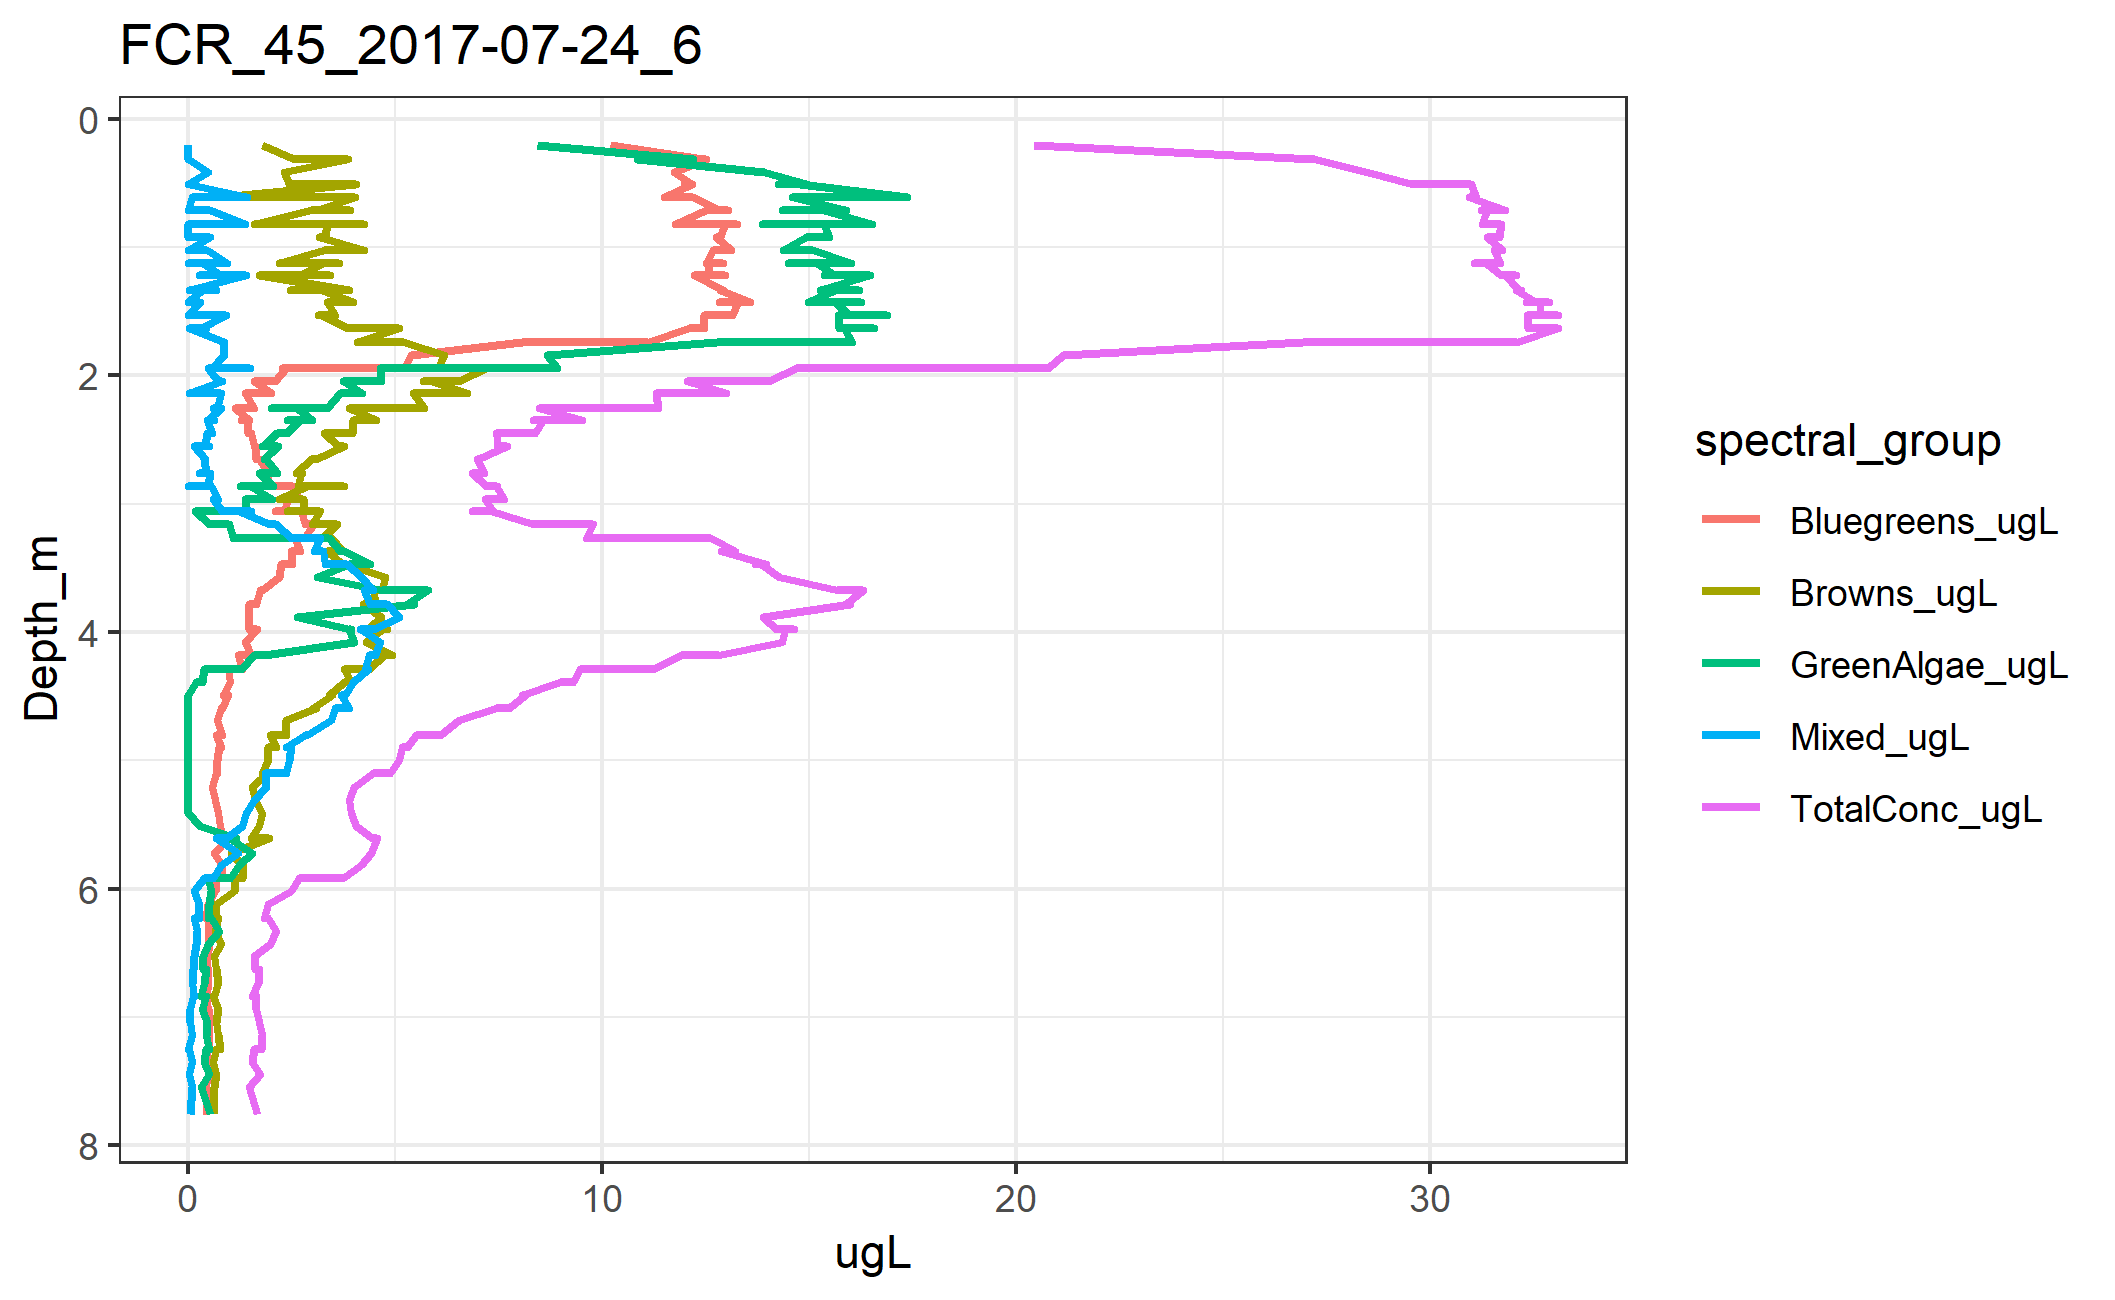 FCR_45_2017-07-24_6
0
2
4
6
8
Depth_m
0 10 20 30
ugL
spectral_group
Bluegreens_ugL
Browns_ugL
GreenAlgae_ugL
Mixed_ugL
TotalConc_ugL